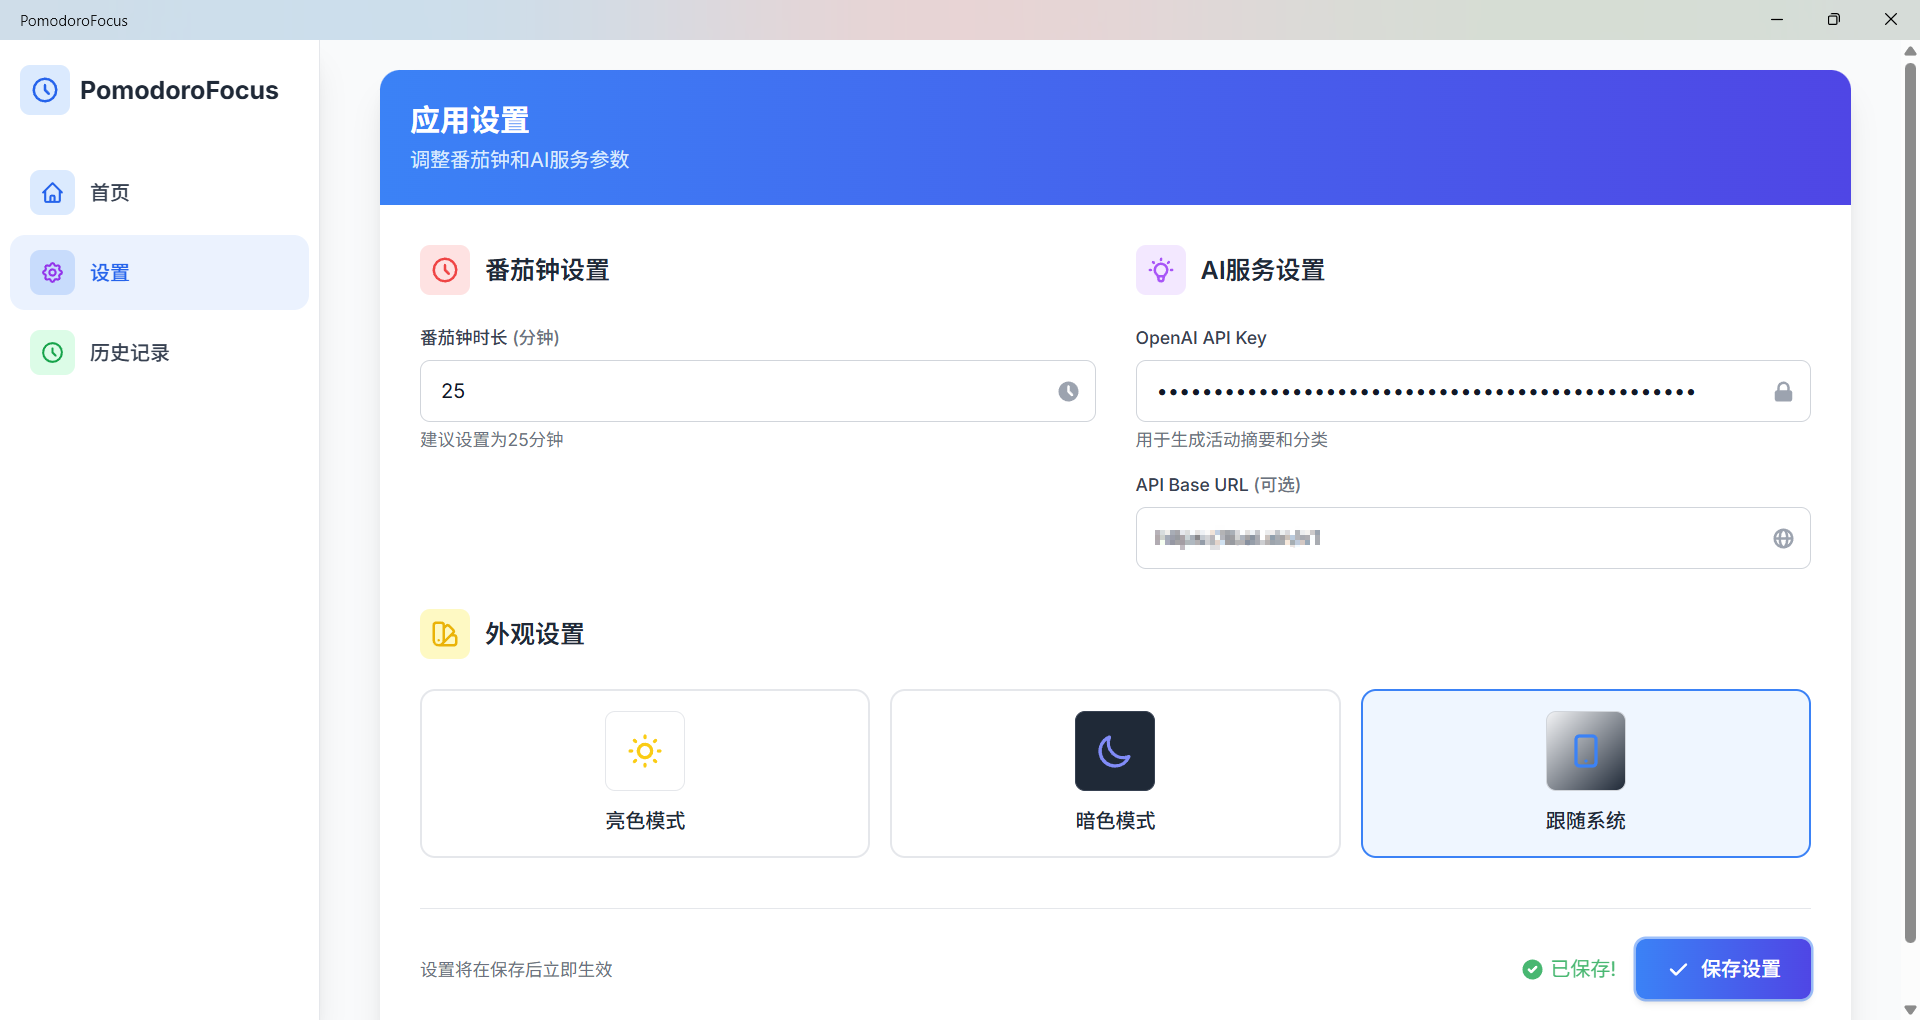 PomodoroFocus
PomodoroFocus
首页
设置
历史记录
应用设置
调整番茄钟和AI服务参数
番茄钟设置
番茄钟时长 (分钟)
25
建议设置为25分钟
AI服务设置
OpenAI API Key
用于生成活动摘要和分类
API Base URL (可选)
外观设置
亮色模式
暗色模式
跟随系统
设置将在保存后立即生效
已保存!
保存设置